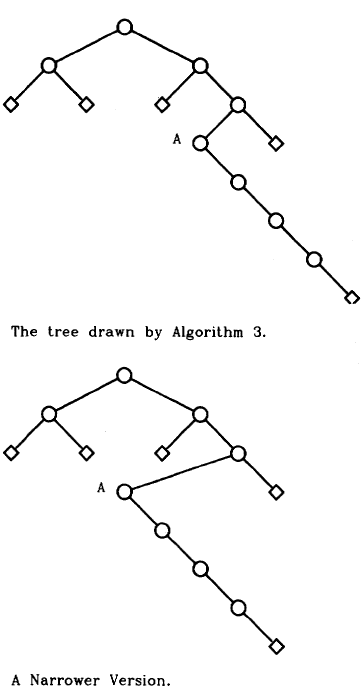 A
The tree drawn by Algorithm 3.
A
A Narrower Version.